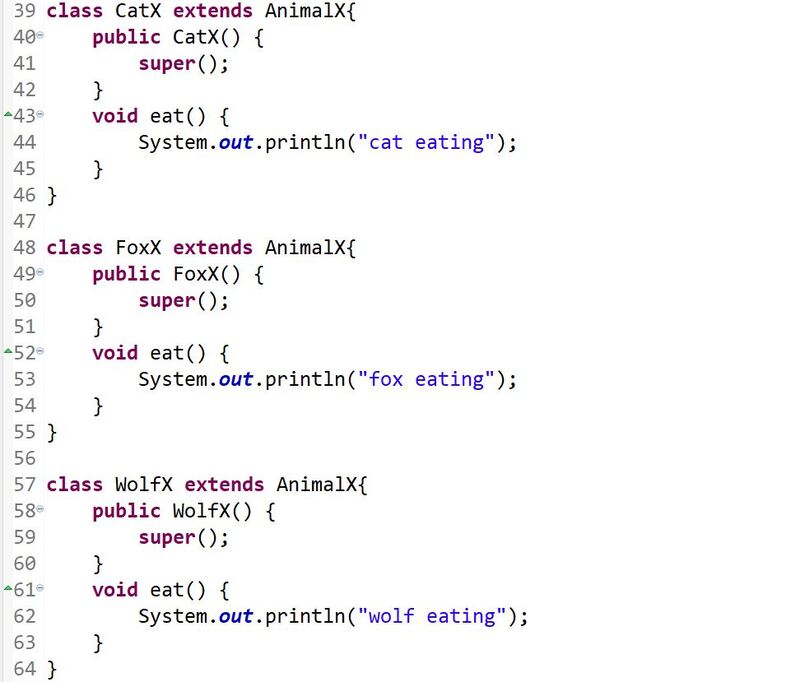 39 class CatX extends AnimalX{
40     public CatX() {
41         super();
42     }
43     void eat() {
44         System.out.println("cat eating");
45     }
46 }
47
48 class FoxX extends AnimalX{
49     public FoxX() {
50         super();
51     }
52     void eat() {
53         System.out.println("fox eating");
54     }
55 }
56
57 class WolfX extends AnimalX{
58     public WolfX() {
59         super();
60     }
61     void eat() {
62         System.out.println("wolf eating");
63     }
64 }